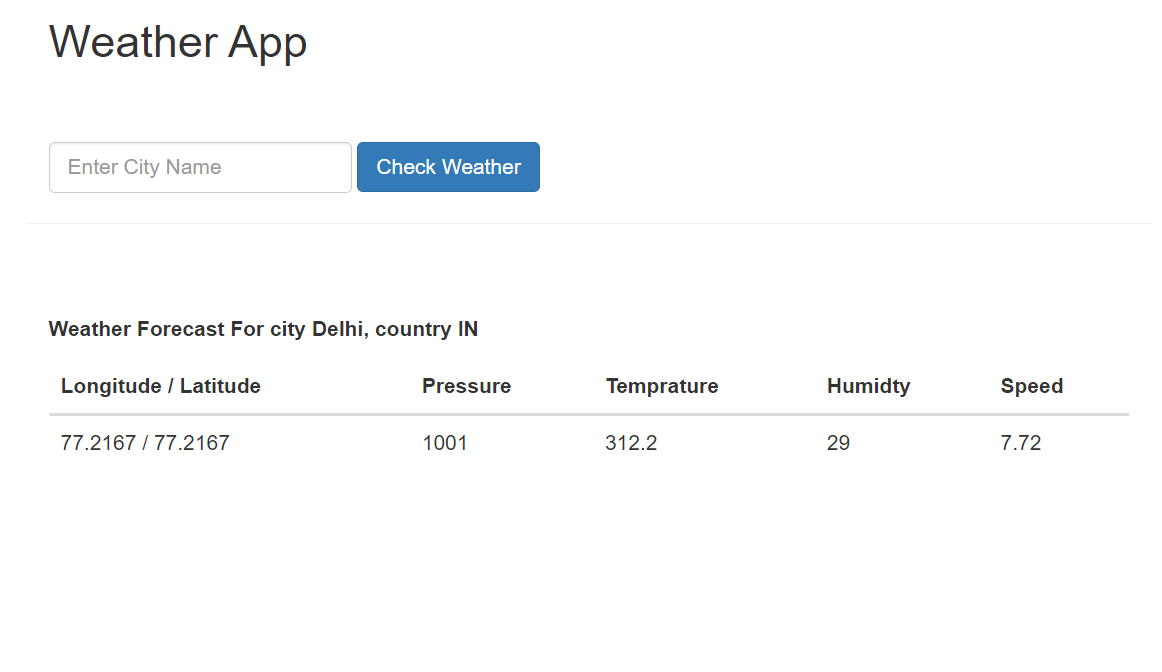 Weather App
Enter City Name Check Weather
Weather Forecast For city Delhi, country IN
Longitude / Latitude Pressure Temprature Humidty Speed
77.2167 / 77.2167 1001 312.2 29 7.72